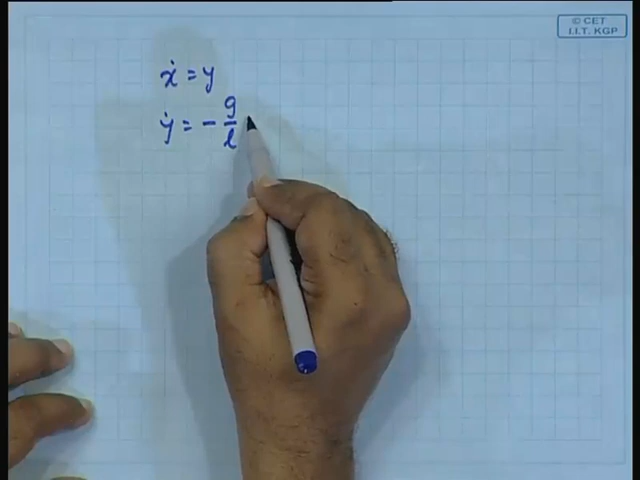 © CET
I.I.T. KGP
ẋ = y
ẏ = - g/l